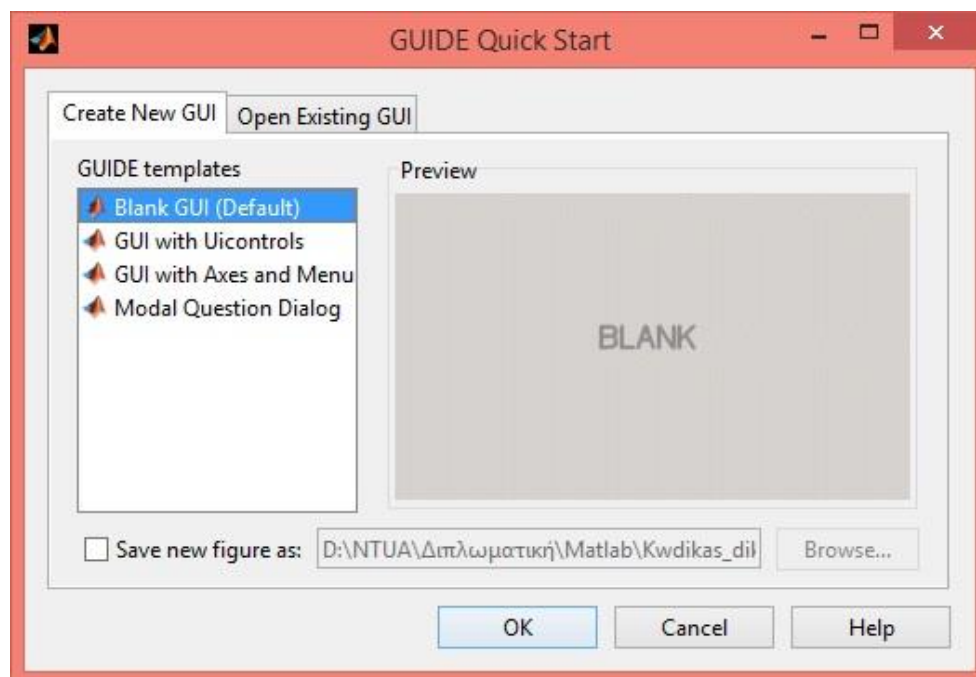 GUIDE Quick Start
Create New GUI
Open Existing GUI
GUIDE templates
Blank GUI (Default)
GUI with Uicontrols
GUI with Axes and Menu
Modal Question Dialog
Preview
BLANK
Save new figure as:
D:\NTUA\Διπλωματική\Matlab\Kwdikas_dil
Browse...
OK
Cancel
Help